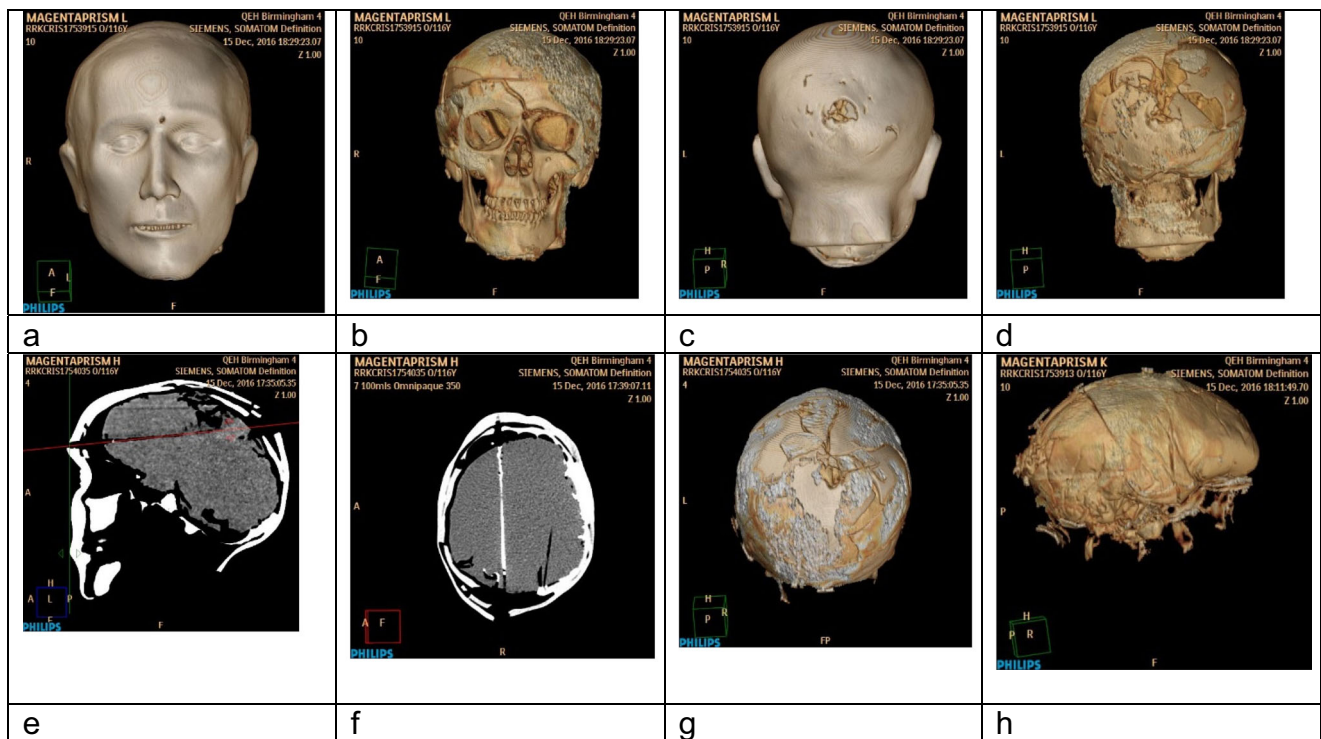 MAGENTAPRISM L QEH Birmingham 4
RRKCRIS1753915 O/116Y SIEMENS, SOMATOM Definition
10 15 Dec, 2016 18:29:23.07
Z 1.00
R
A L
F
PHILIPS F
a
MAGENTAPRISM L QEH Birmingham 4
RRKCRIS1753915 O/116Y SIEMENS, SOMATOM Definition
10 15 Dec, 2016 18:29:23.07
Z 1.00
R
A
F
PHILIPS F
b
MAGENTAPRISM L QEH Birmingham 4
RRKCRIS1753915 O/116Y SIEMENS, SOMATOM Definition
10 15 Dec, 2016 18:29:23.07
Z 1.00
L
H
P R
PHILIPS F
c
MAGENTAPRISM L QEH Birmingham 4
RRKCRIS1753915 O/116Y SIEMENS, SOMATOM Definition
10 15 Dec, 2016 18:29:23.07
Z 1.00
L
H
P
PHILIPS F
d
MAGENTAPRISM H QEH Birmingham 4
RRKCRIS1754035 O/116Y SIEMENS, SOMATOM Definition
4 15 Dec, 2016 17:35:05.35
Z 1.00
A
H
A L P
F
PHILIPS F
e
MAGENTAPRISM H QEH Birmingham 4
RRKCRIS1754035 O/116Y SIEMENS, SOMATOM Definition
7 100mls Omnipaque 350 15 Dec, 2016 17:39:07.11
Z 1.00
A
A F
PHILIPS R
f
MAGENTAPRISM H QEH Birmingham 4
RRKCRIS1754035 O/116Y SIEMENS, SOMATOM Definition
4 15 Dec, 2016 17:35:05.35
Z 1.00
L
H
P R
PHILIPS FP
g
MAGENTAPRISM K QEH Birmingham 4
RRKCRIS1753913 O/116Y SIEMENS, SOMATOM Definition
10 15 Dec, 2016 18:11:49.70
Z 1.00
P
H
P R
PHILIPS F
h